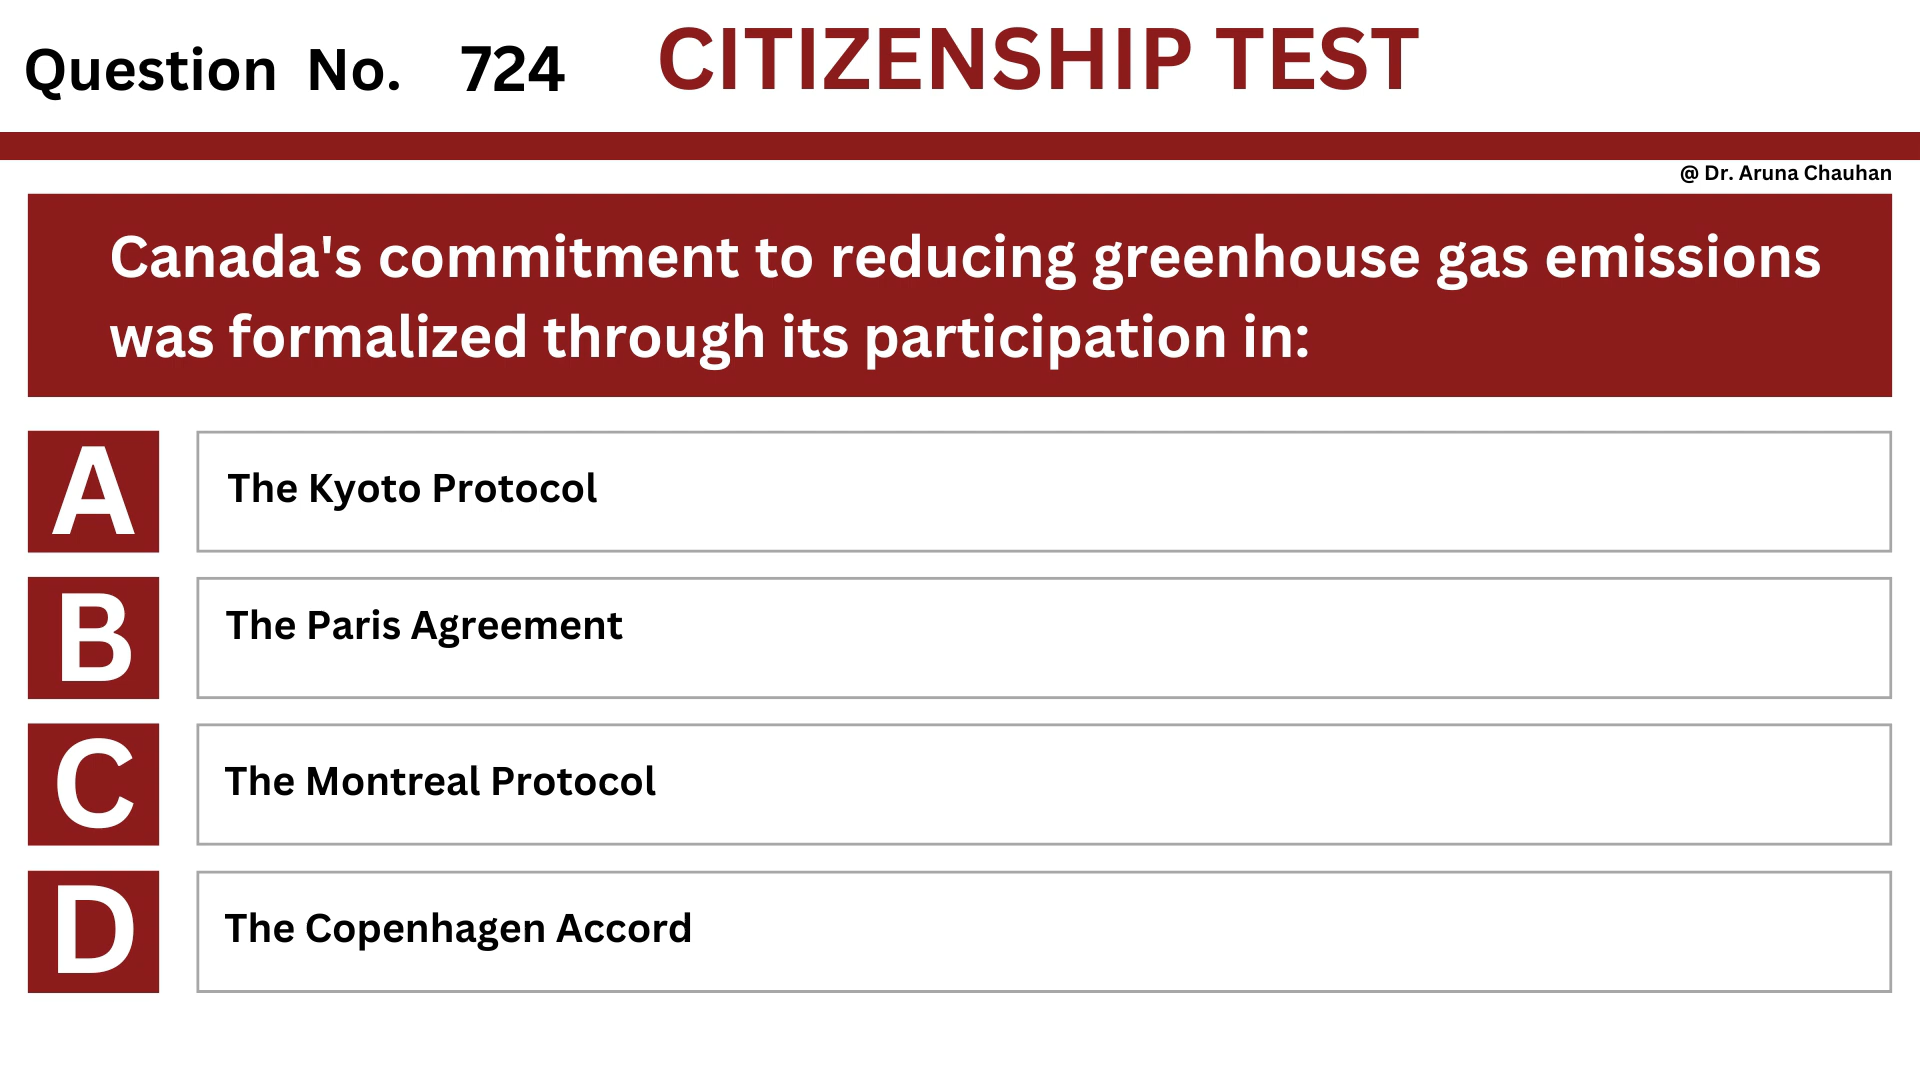 Question No. 724
CITIZENSHIP TEST
@ Dr. Aruna Chauhan
Canada's commitment to reducing greenhouse gas emissions
was formalized through its participation in:
A
The Kyoto Protocol
B
The Paris Agreement
C
The Montreal Protocol
D
The Copenhagen Accord